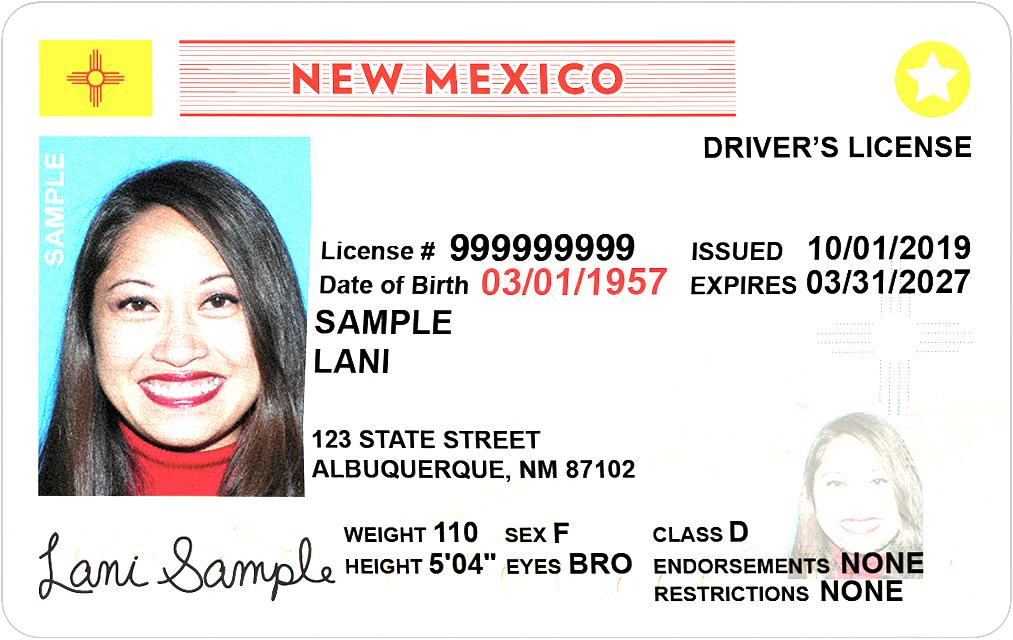 NEW MEXICO
DRIVER'S LICENSE
SAMPLE
License # 999999999
ISSUED 10/01/2019
Date of Birth 03/01/1957
EXPIRES 03/31/2027
SAMPLE
LANI
123 STATE STREET
ALBUQUERQUE, NM 87102
WEIGHT 110 SEX F
CLASS D
HEIGHT 5'04" EYES BRO
ENDORSEMENTS NONE
RESTRICTIONS NONE
Lani Sample